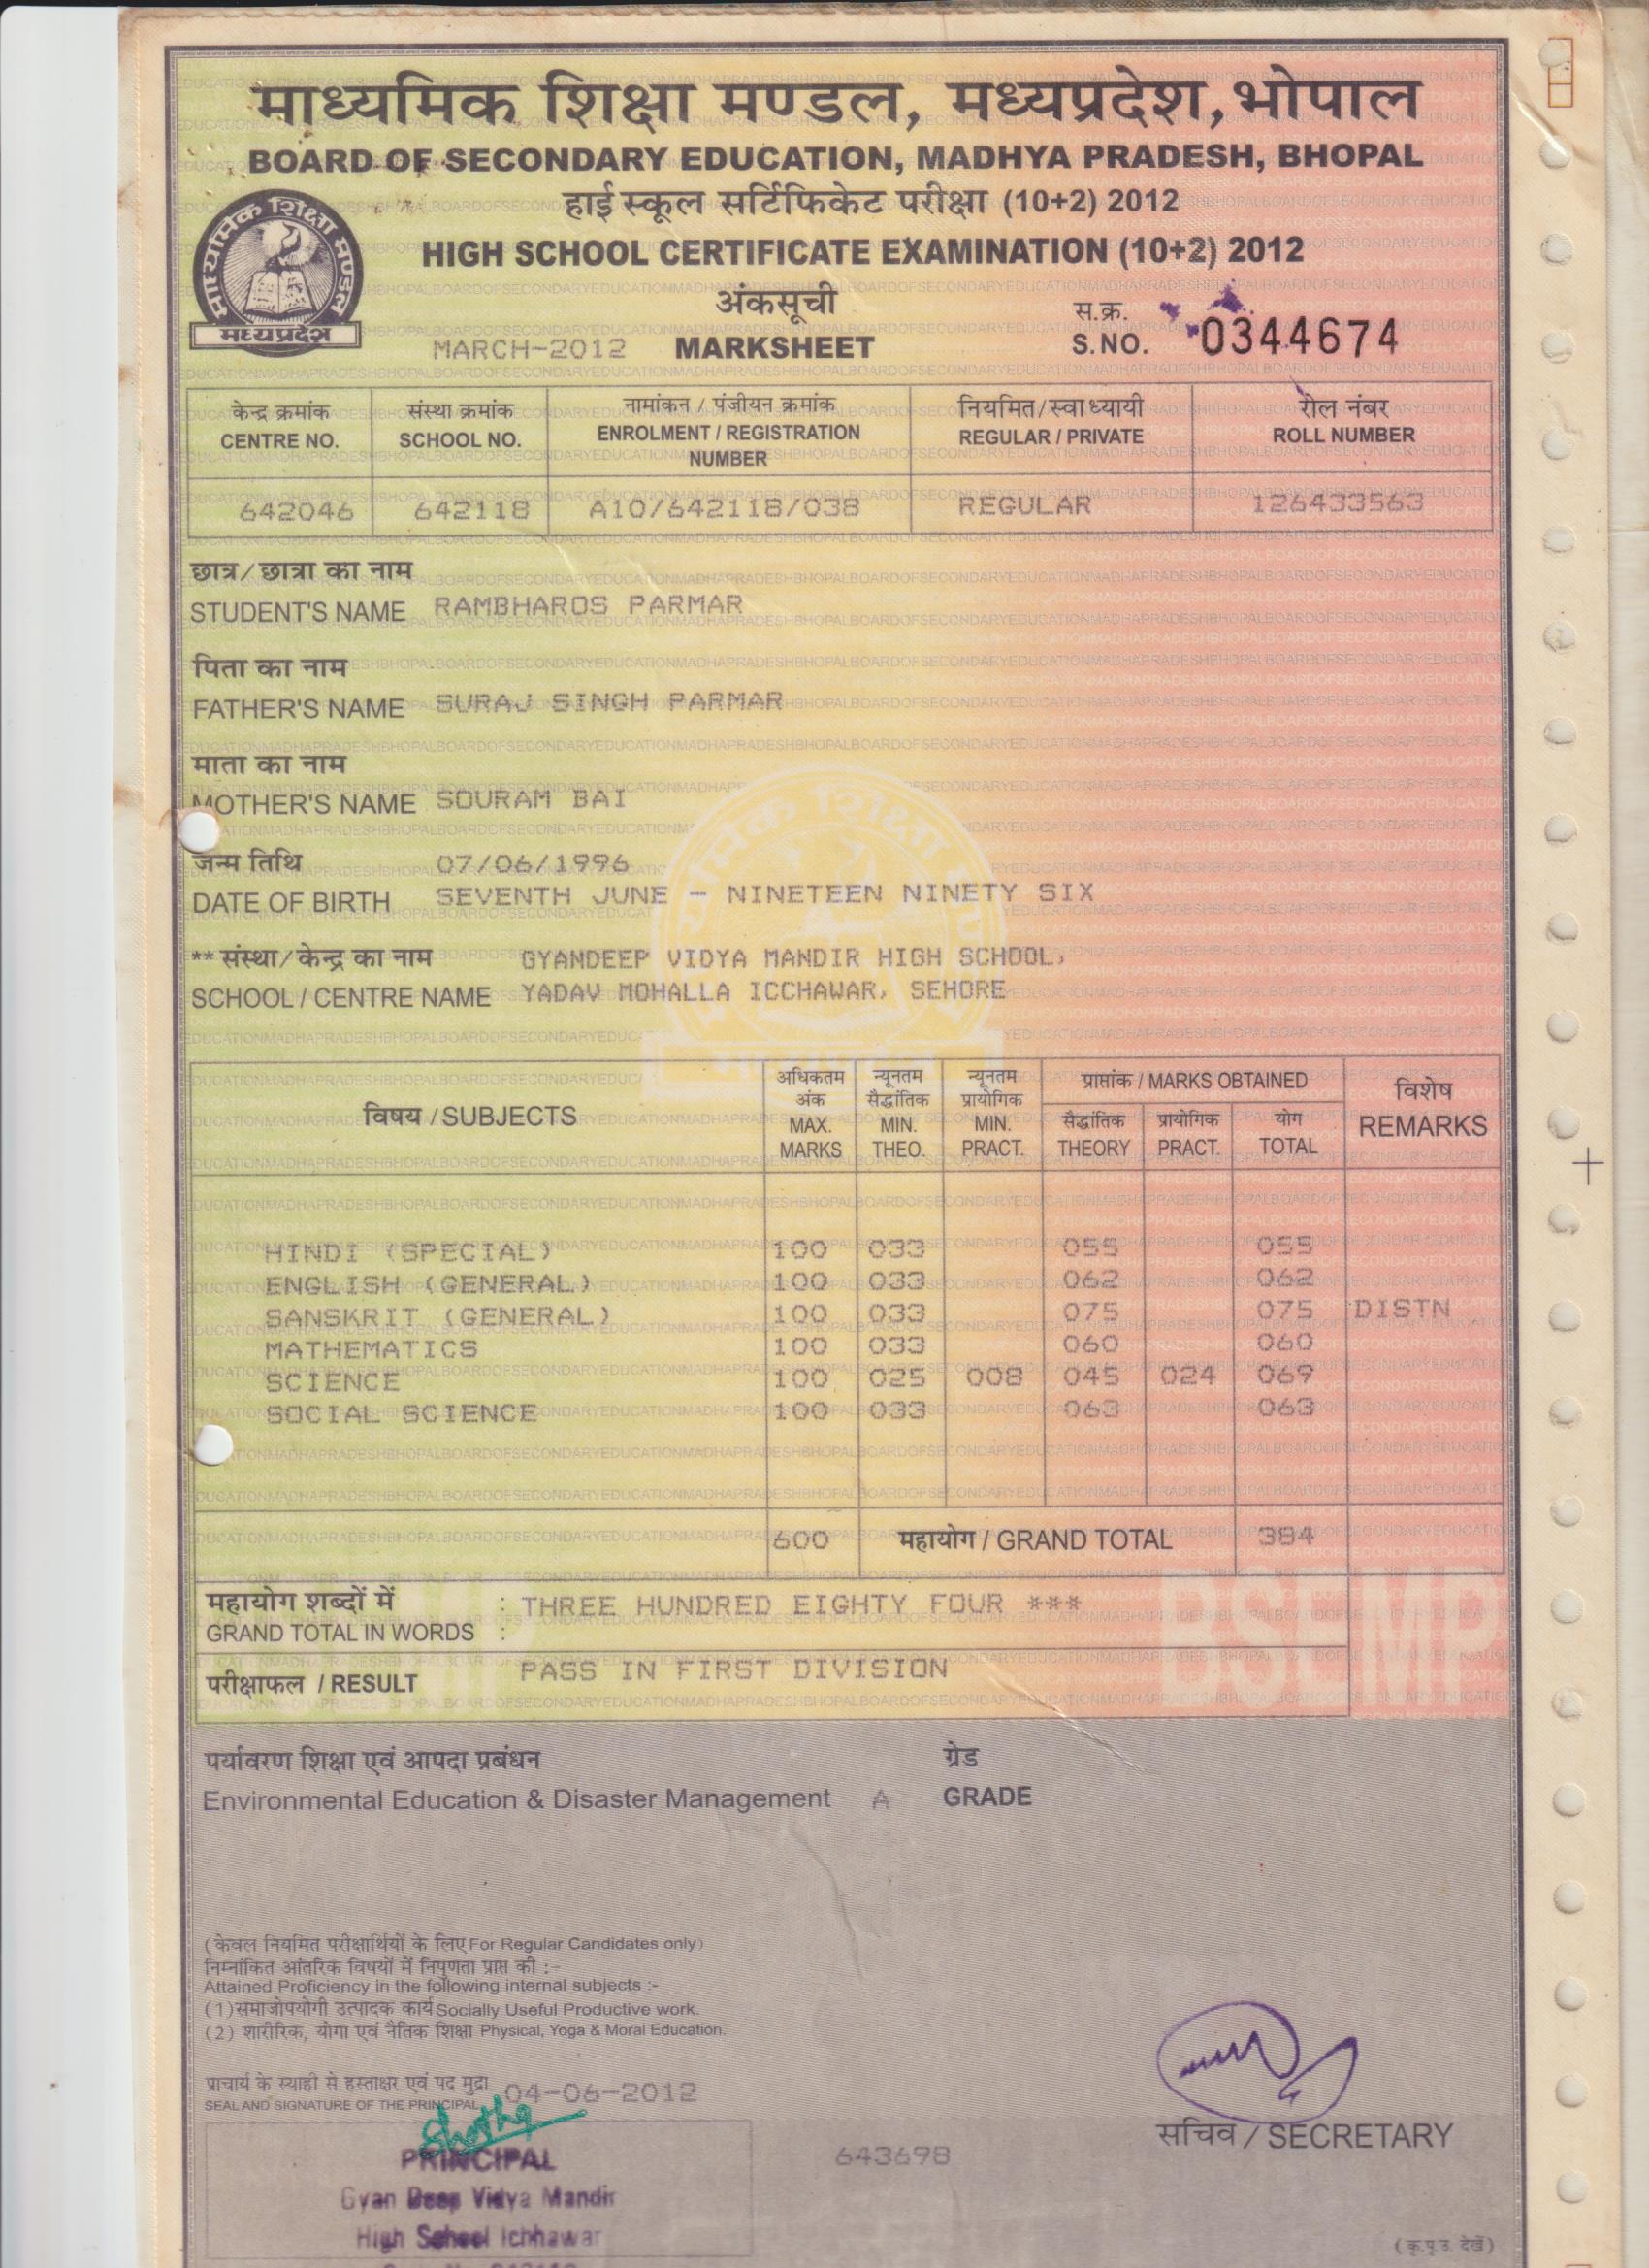 माध्यमिक शिक्षा मण्डल, मध्यप्रदेश, भोपाल
BOARD OF SECONDARY EDUCATION, MADHYA PRADESH, BHOPAL
हाई स्कूल सर्टिफिकेट परीक्षा (10+2) 2012
HIGH SCHOOL CERTIFICATE EXAMINATION (10+2) 2012
माध्यमिक शिक्षा मण्डल
मध्यप्रदेश
अंकसूची
स.क्र.
MARCH-2012 MARKSHEET S.NO. 0344674
केन्द्र क्रमांक संस्था क्रमांक नामांकन / पंजीयन क्रमांक नियमित/स्वाध्यायी रोल नंबर
CENTRE NO. SCHOOL NO. ENROLMENT / REGISTRATION NUMBER REGULAR / PRIVATE ROLL NUMBER
642046 642118 A10/642118/038 REGULAR 126433563
छात्र/छात्रा का नाम
STUDENT'S NAME RAMBHAROS PARMAR
पिता का नाम
FATHER'S NAME SURAJ SINGH PARMAR
माता का नाम
MOTHER'S NAME SOURAM BAI
जन्म तिथि 07/06/1996
DATE OF BIRTH SEVENTH JUNE - NINETEEN NINETY SIX
** संस्था/केन्द्र का नाम GYANDEEP VIDYA MANDIR HIGH SCHOOL,
SCHOOL / CENTRE NAME YADAV MOHALLA ICCHAWAR, SEHORE
विषय / SUBJECTS
अधिकतम अंक MAX. MARKS
न्यूनतम सैद्धांतिक MIN. THEO.
न्यूनतम प्रायोगिक MIN. PRACT.
प्राप्तांक / MARKS OBTAINED
सैद्धांतिक THEORY
प्रायोगिक PRACT.
योग TOTAL
विशेष REMARKS
HINDI (SPECIAL) 100 033 055 055
ENGLISH (GENERAL) 100 033 062 062
SANSKRIT (GENERAL) 100 033 075 075 DISTN
MATHEMATICS 100 033 060 060
SCIENCE 100 025 008 045 024 069
SOCIAL SCIENCE 100 033 063 063
600 महायोग / GRAND TOTAL 384
महायोग शब्दों में : THREE HUNDRED EIGHTY FOUR ***
GRAND TOTAL IN WORDS :
परीक्षाफल / RESULT PASS IN FIRST DIVISION
पर्यावरण शिक्षा एवं आपदा प्रबंधन ग्रेड
Environmental Education & Disaster Management A GRADE
(केवल नियमित परीक्षार्थियों के लिए For Regular Candidates only)
निम्नांकित आंतरिक विषयों में निपुणता प्राप्त की :-
Attained Proficiency in the following internal subjects :-
(1)समाजोपयोगी उत्पादक कार्य Socially Useful Productive work.
(2) शारीरिक, योगा एवं नैतिक शिक्षा Physical, Yoga & Moral Education.
प्राचार्य के स्याही से हस्ताक्षर एवं पद मुद्रा 04-06-2012
SEAL AND SIGNATURE OF THE PRINCIPAL
सचिव / SECRETARY
PRINCIPAL
643698
Gyan Deep Vidya Mandir
High School Ichhawar
(कृ.पृ.उ. देखें)